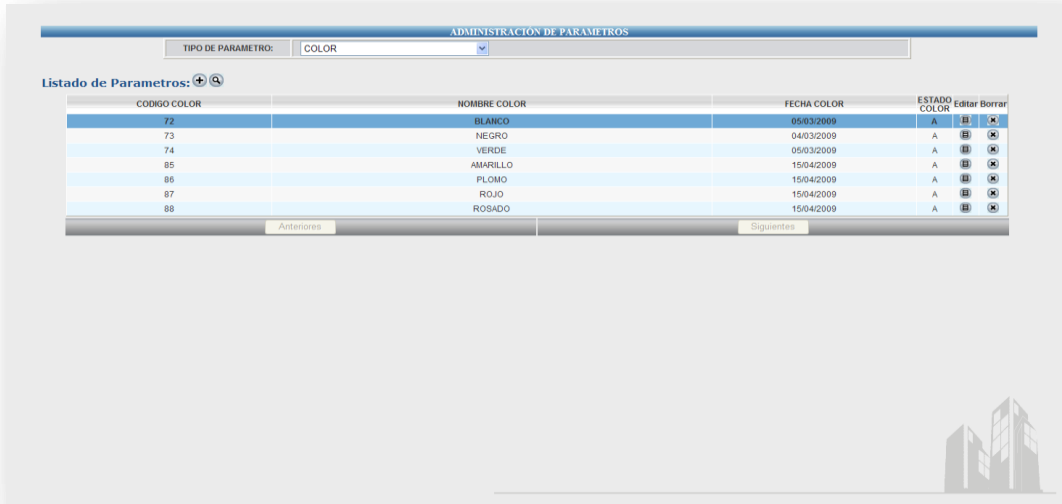 ADMINISTRACIÓN DE PARAMETROS
TIPO DE PARAMETRO: COLOR
Listado de Parametros:
CODIGO COLOR NOMBRE COLOR FECHA COLOR ESTADO COLOR Editar Borrar
72 BLANCO 05/03/2009 A
73 NEGRO 04/03/2009 A
74 VERDE 05/03/2009 A
85 AMARILLO 15/04/2009 A
86 PLOMO 15/04/2009 A
87 ROJO 15/04/2009 A
88 ROSADO 15/04/2009 A
Anteriores Siguientes